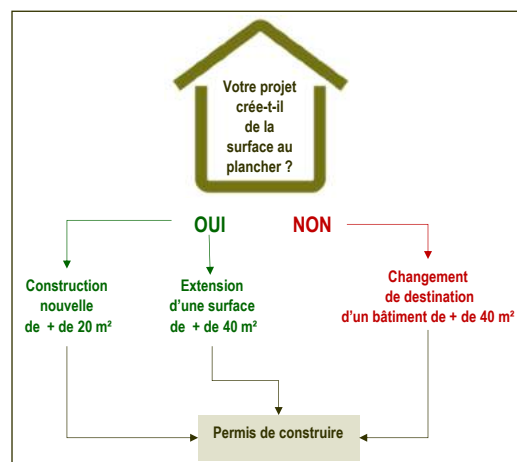 Votre projet
crée-t-il
de la
surface au
plancher ?
OUI
NON
Construction
nouvelle
de + de 20 m²
Extension
d'une surface
de + de 40 m²
Changement
de destination
d'un bâtiment de + de 40 m²
Permis de construire